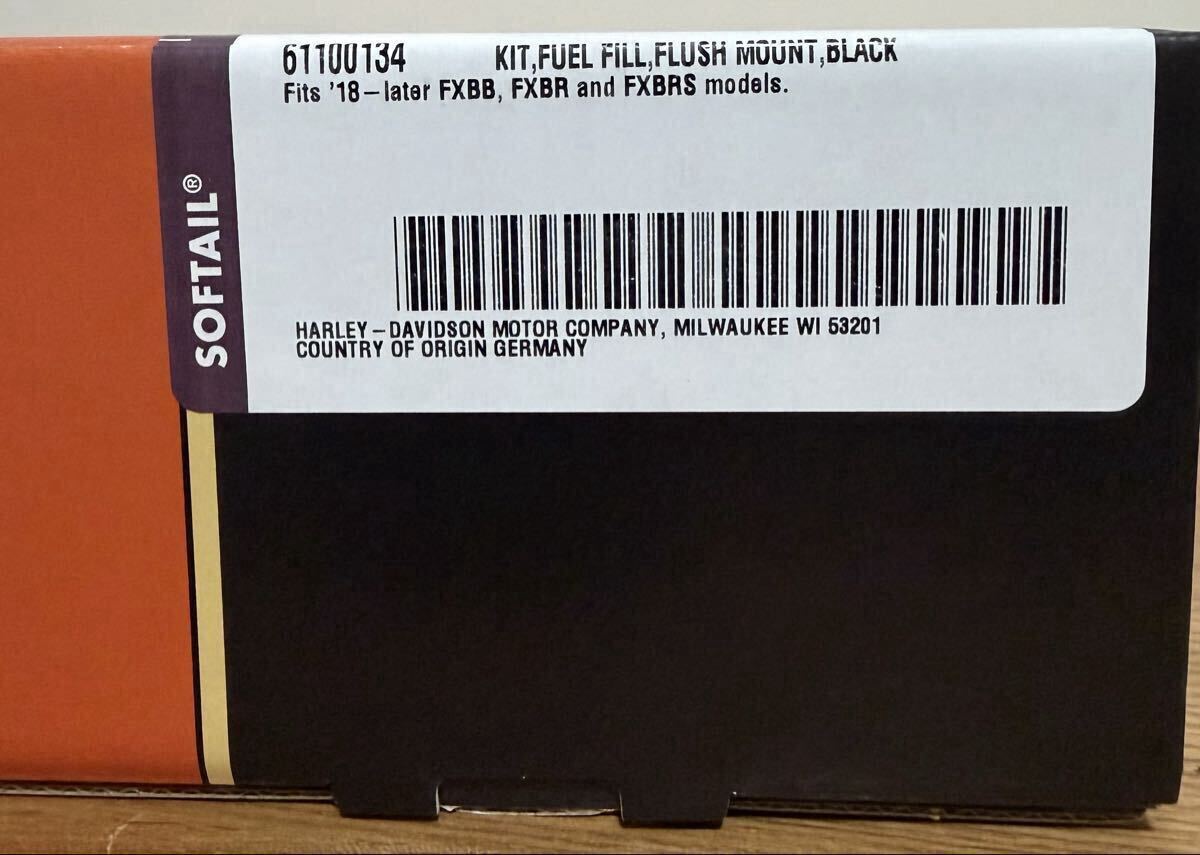 61100134 KIT,FUEL FILL,FLUSH MOUNT,BLACK
Fits '18-later FXBB, FXBR and FXBRS models.
SOFTAIL®
HARLEY-DAVIDSON MOTOR COMPANY, MILWAUKEE WI 53201
COUNTRY OF ORIGIN GERMANY